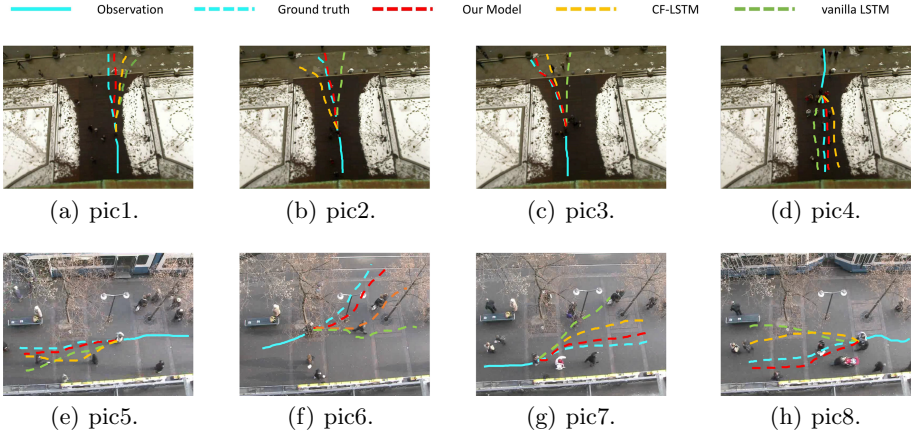 Observation Ground truth Our Model CF-LSTM vanilla LSTM
(a) pic1. (b) pic2. (c) pic3. (d) pic4.
(e) pic5. (f) pic6. (g) pic7. (h) pic8.